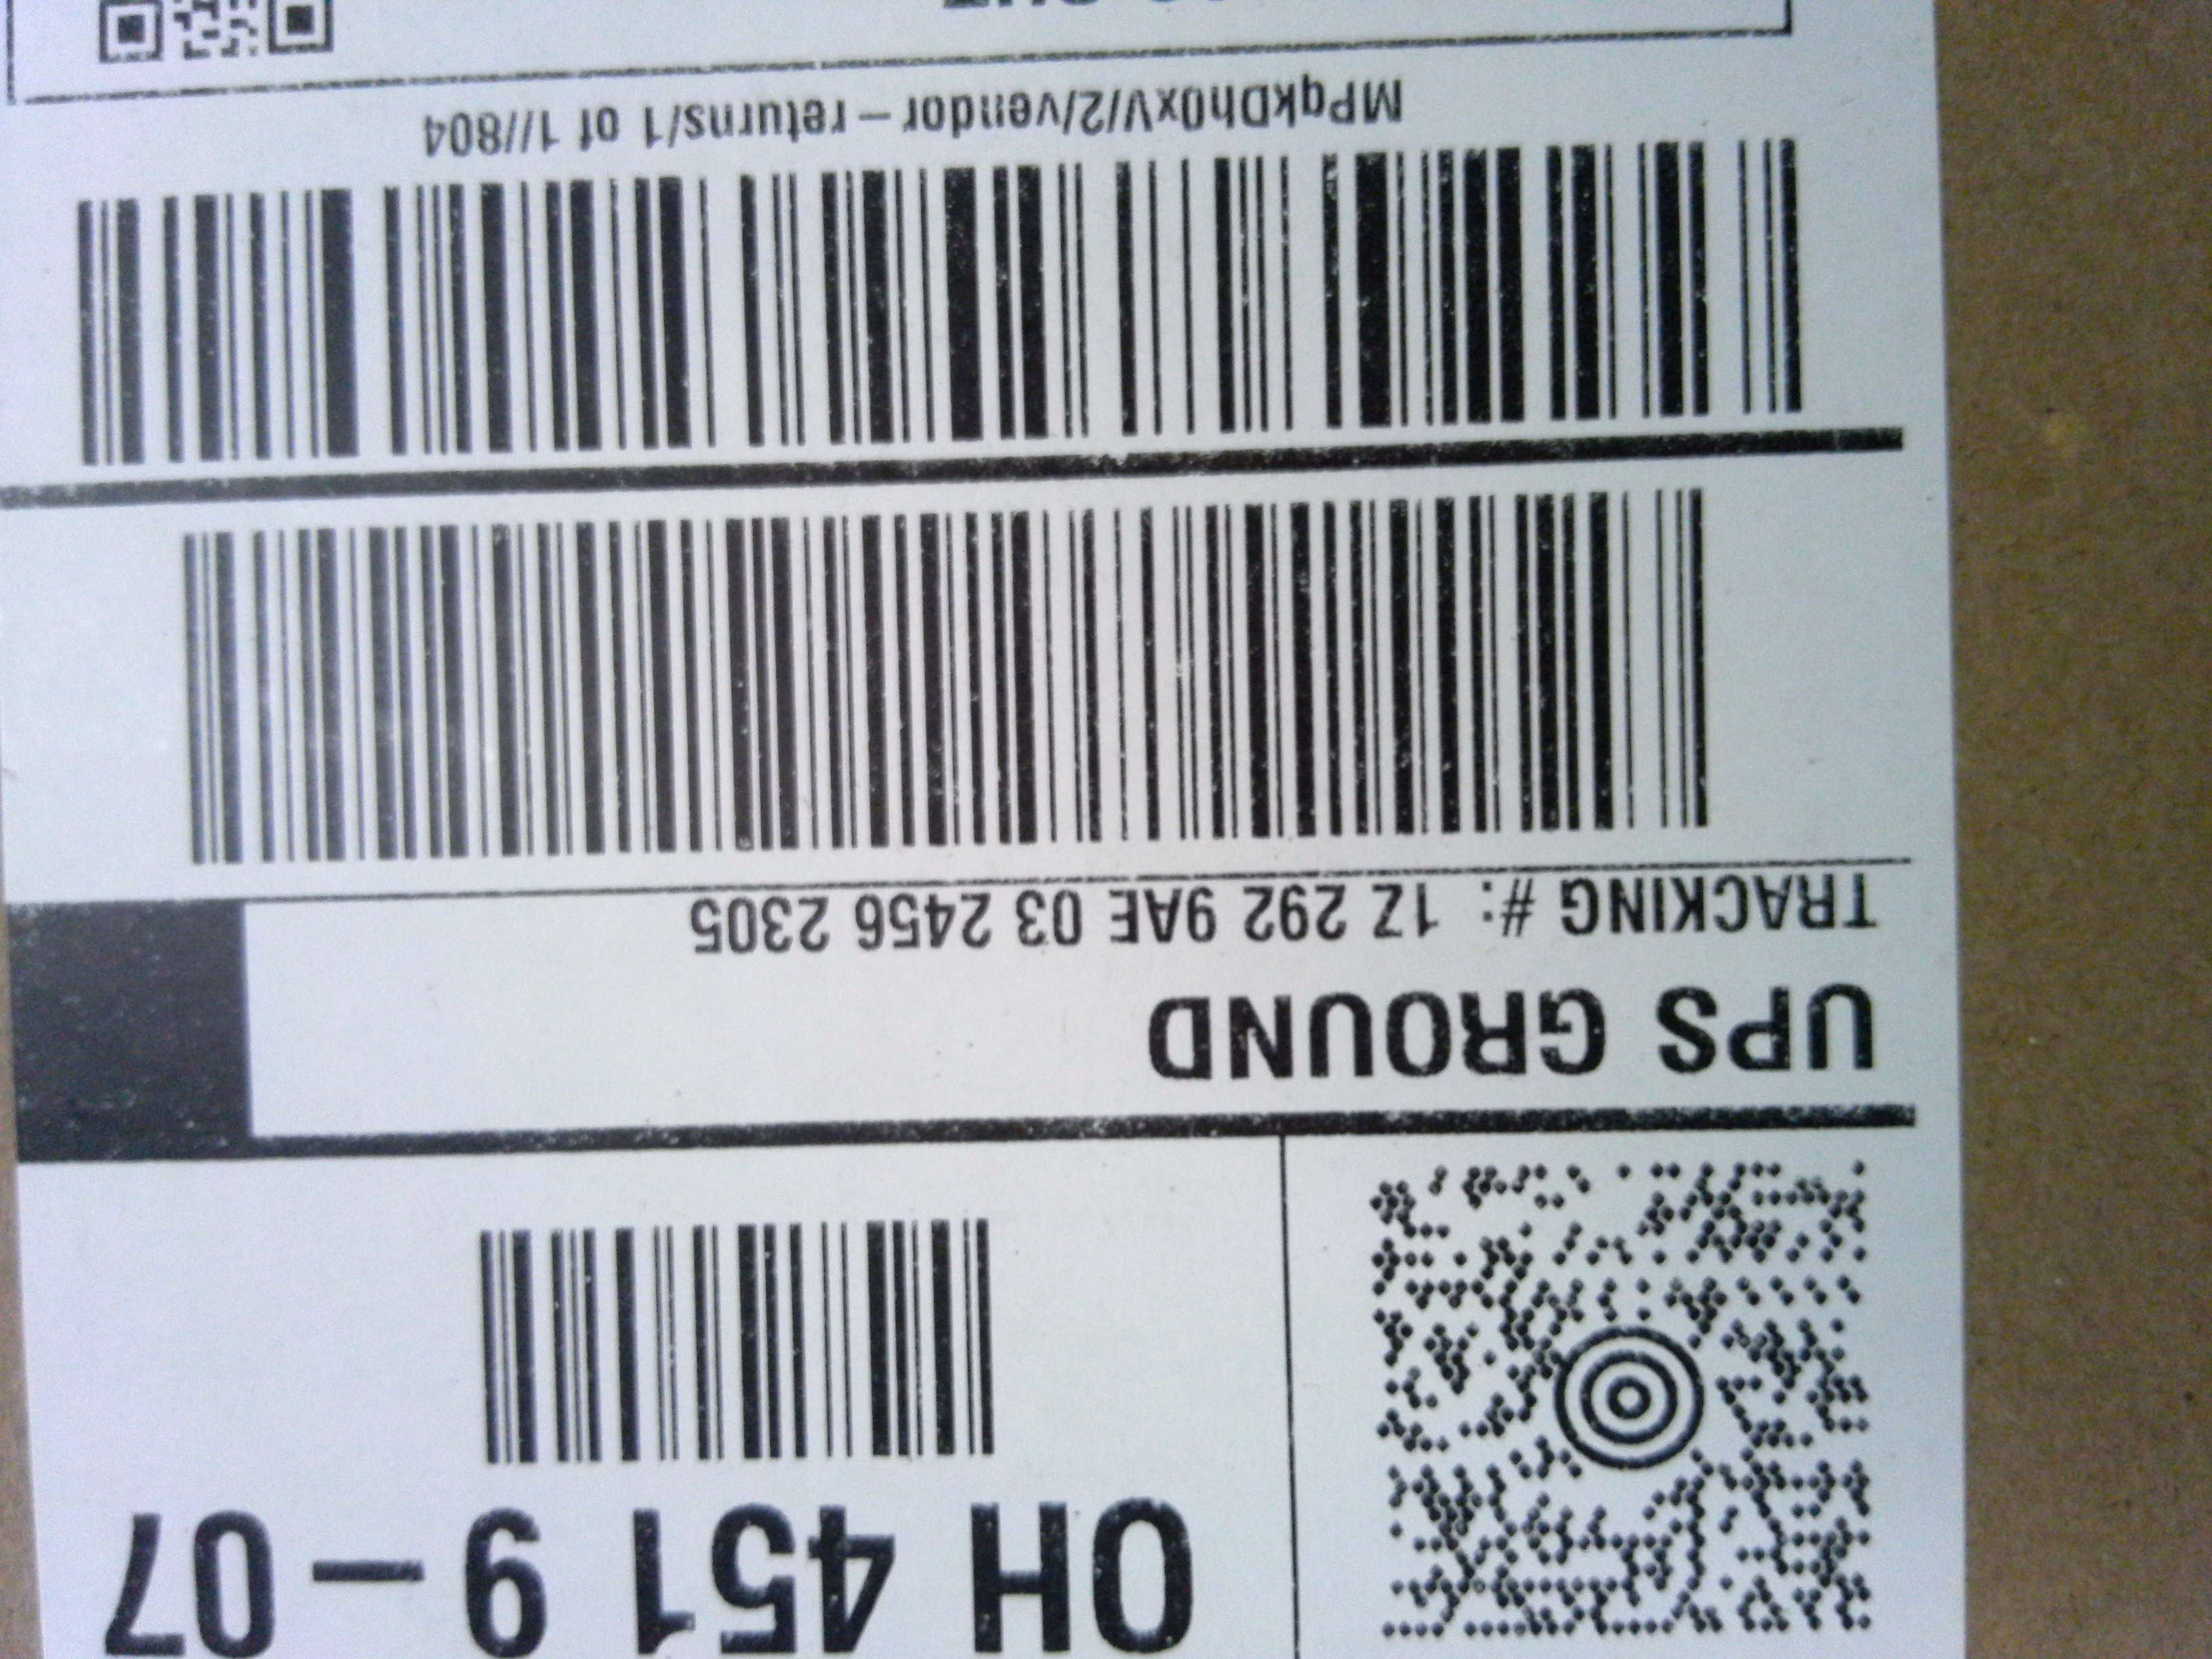 OH 451 9 – 07
UPS GROUND
TRACKING #: 1Z 292 9AE 03 2456 2305
MPqkDh0xV/2/vendor – returns/1 of 1//804